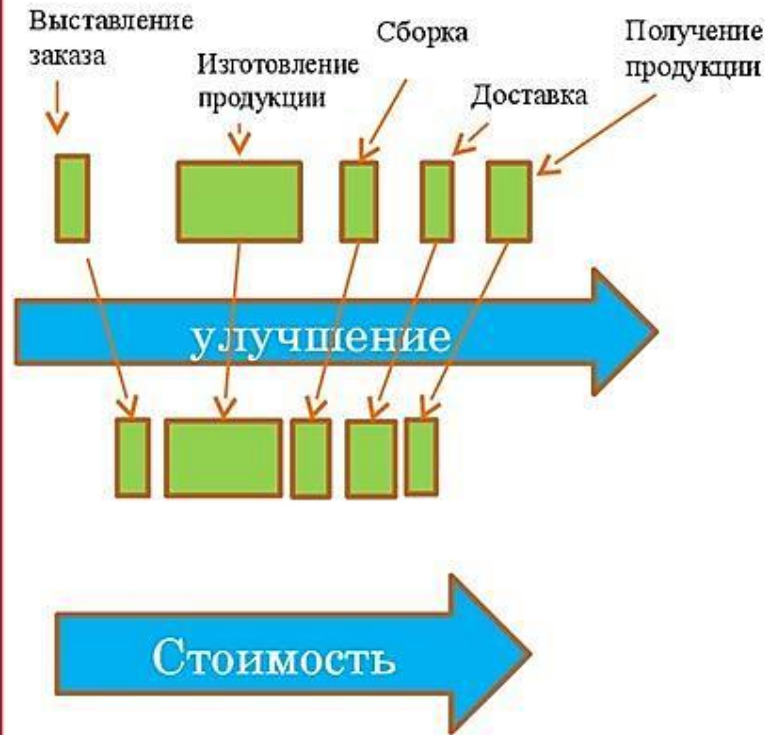 Выставление
заказа
Изготовление
продукции
Сборка
Доставка
Получение
продукции
улучшение
Стоимость